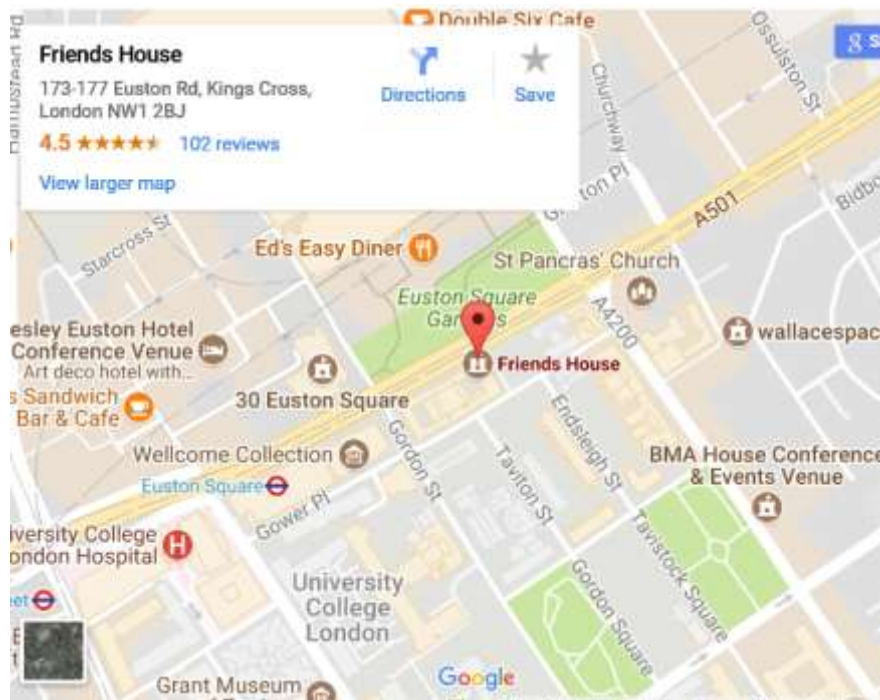 Double Six Cafe
Friends House
173-177 Euston Rd, Kings Cross,
London NW1 2BJ
4.5
102 reviews
View larger map
Directions
Save
Churchway
Ossulston St
g S
A501
Starcross St
Ed's Easy Diner
St Pancras' Church
Euston Square
A4200
esley Euston Hotel
Conference Venue
Art deco hotel with...
wallacespac
Friends House
s Sandwich
Bar & Cafe
30 Euston Square
Wellcome Collection
Gordon St
Endsleigh St
Taviton St
BMA House Conference
& Events Venue
Euston Square
Gower Pl
iversity College
ondon Hospital
Tavistock Square
Gordon Square
University
College
London
Grant Museum
Google